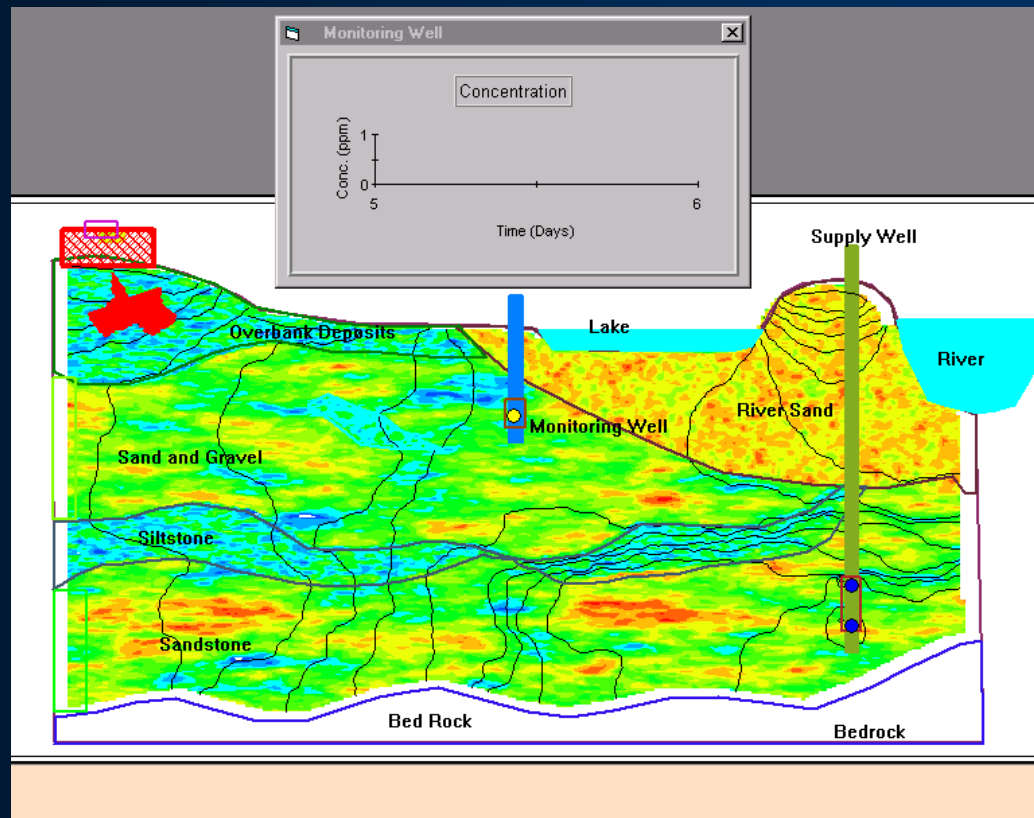 Monitoring Well
Concentration
Conc. (ppm)
1
0
5
6
Time (Days)
Supply Well
Overbank Deposits
Lake
River
River Sand
Monitoring Well
Sand and Gravel
Siltstone
Sandstone
Bed Rock
Bedrock